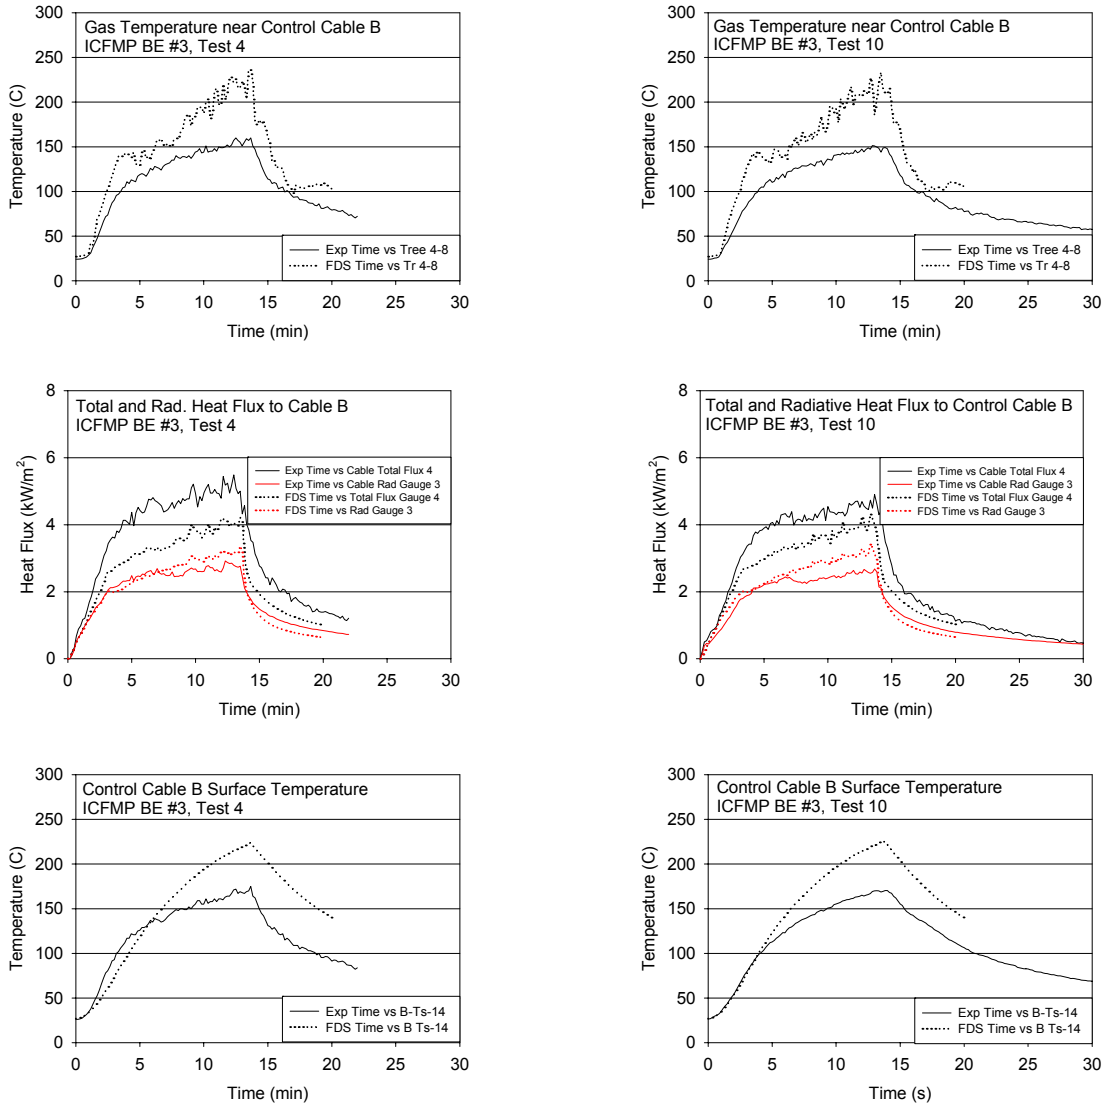 Gas Temperature near Control Cable B
ICFMP BE #3, Test 4
Temperature (C)
300
250
200
150
100
50
0
0 5 10 15 20 25 30
Time (min)
Exp Time vs Tree 4-8
FDS Time vs Tr 4-8
Gas Temperature near Control Cable B
ICFMP BE #3, Test 10
Temperature (C)
300
250
200
150
100
50
0
0 5 10 15 20 25 30
Time (min)
Exp Time vs Tree 4-8
FDS Time vs Tr 4-8
Total and Rad. Heat Flux to Cable B
ICFMP BE #3, Test 4
Heat Flux (kW/m²)
8
6
4
2
0
0 5 10 15 20 25 30
Time (min)
Exp Time vs Cable Total Flux 4
Exp Time vs Cable Rad Gauge 3
FDS Time vs Total Flux Gauge 4
FDS Time vs Rad Gauge 3
Total and Radiative Heat Flux to Control Cable B
ICFMP BE #3, Test 10
Heat Flux (kW/m²)
8
6
4
2
0
0 5 10 15 20 25 30
Time (min)
Exp Time vs Cable Total Flux 4
Exp Time vs Cable Rad Gauge 3
FDS Time vs Total Flux Gauge 4
FDS Time vs Rad Gauge 3
Control Cable B Surface Temperature
ICFMP BE #3, Test 4
Temperature (C)
300
250
200
150
100
50
0
0 5 10 15 20 25 30
Time (min)
Exp Time vs B-Ts-14
FDS Time vs B Ts-14
Control Cable B Surface Temperature
ICFMP BE #3, Test 10
Temperature (C)
300
250
200
150
100
50
0
0 5 10 15 20 25 30
Time (s)
Exp Time vs B-Ts-14
FDS Time vs B Ts-14